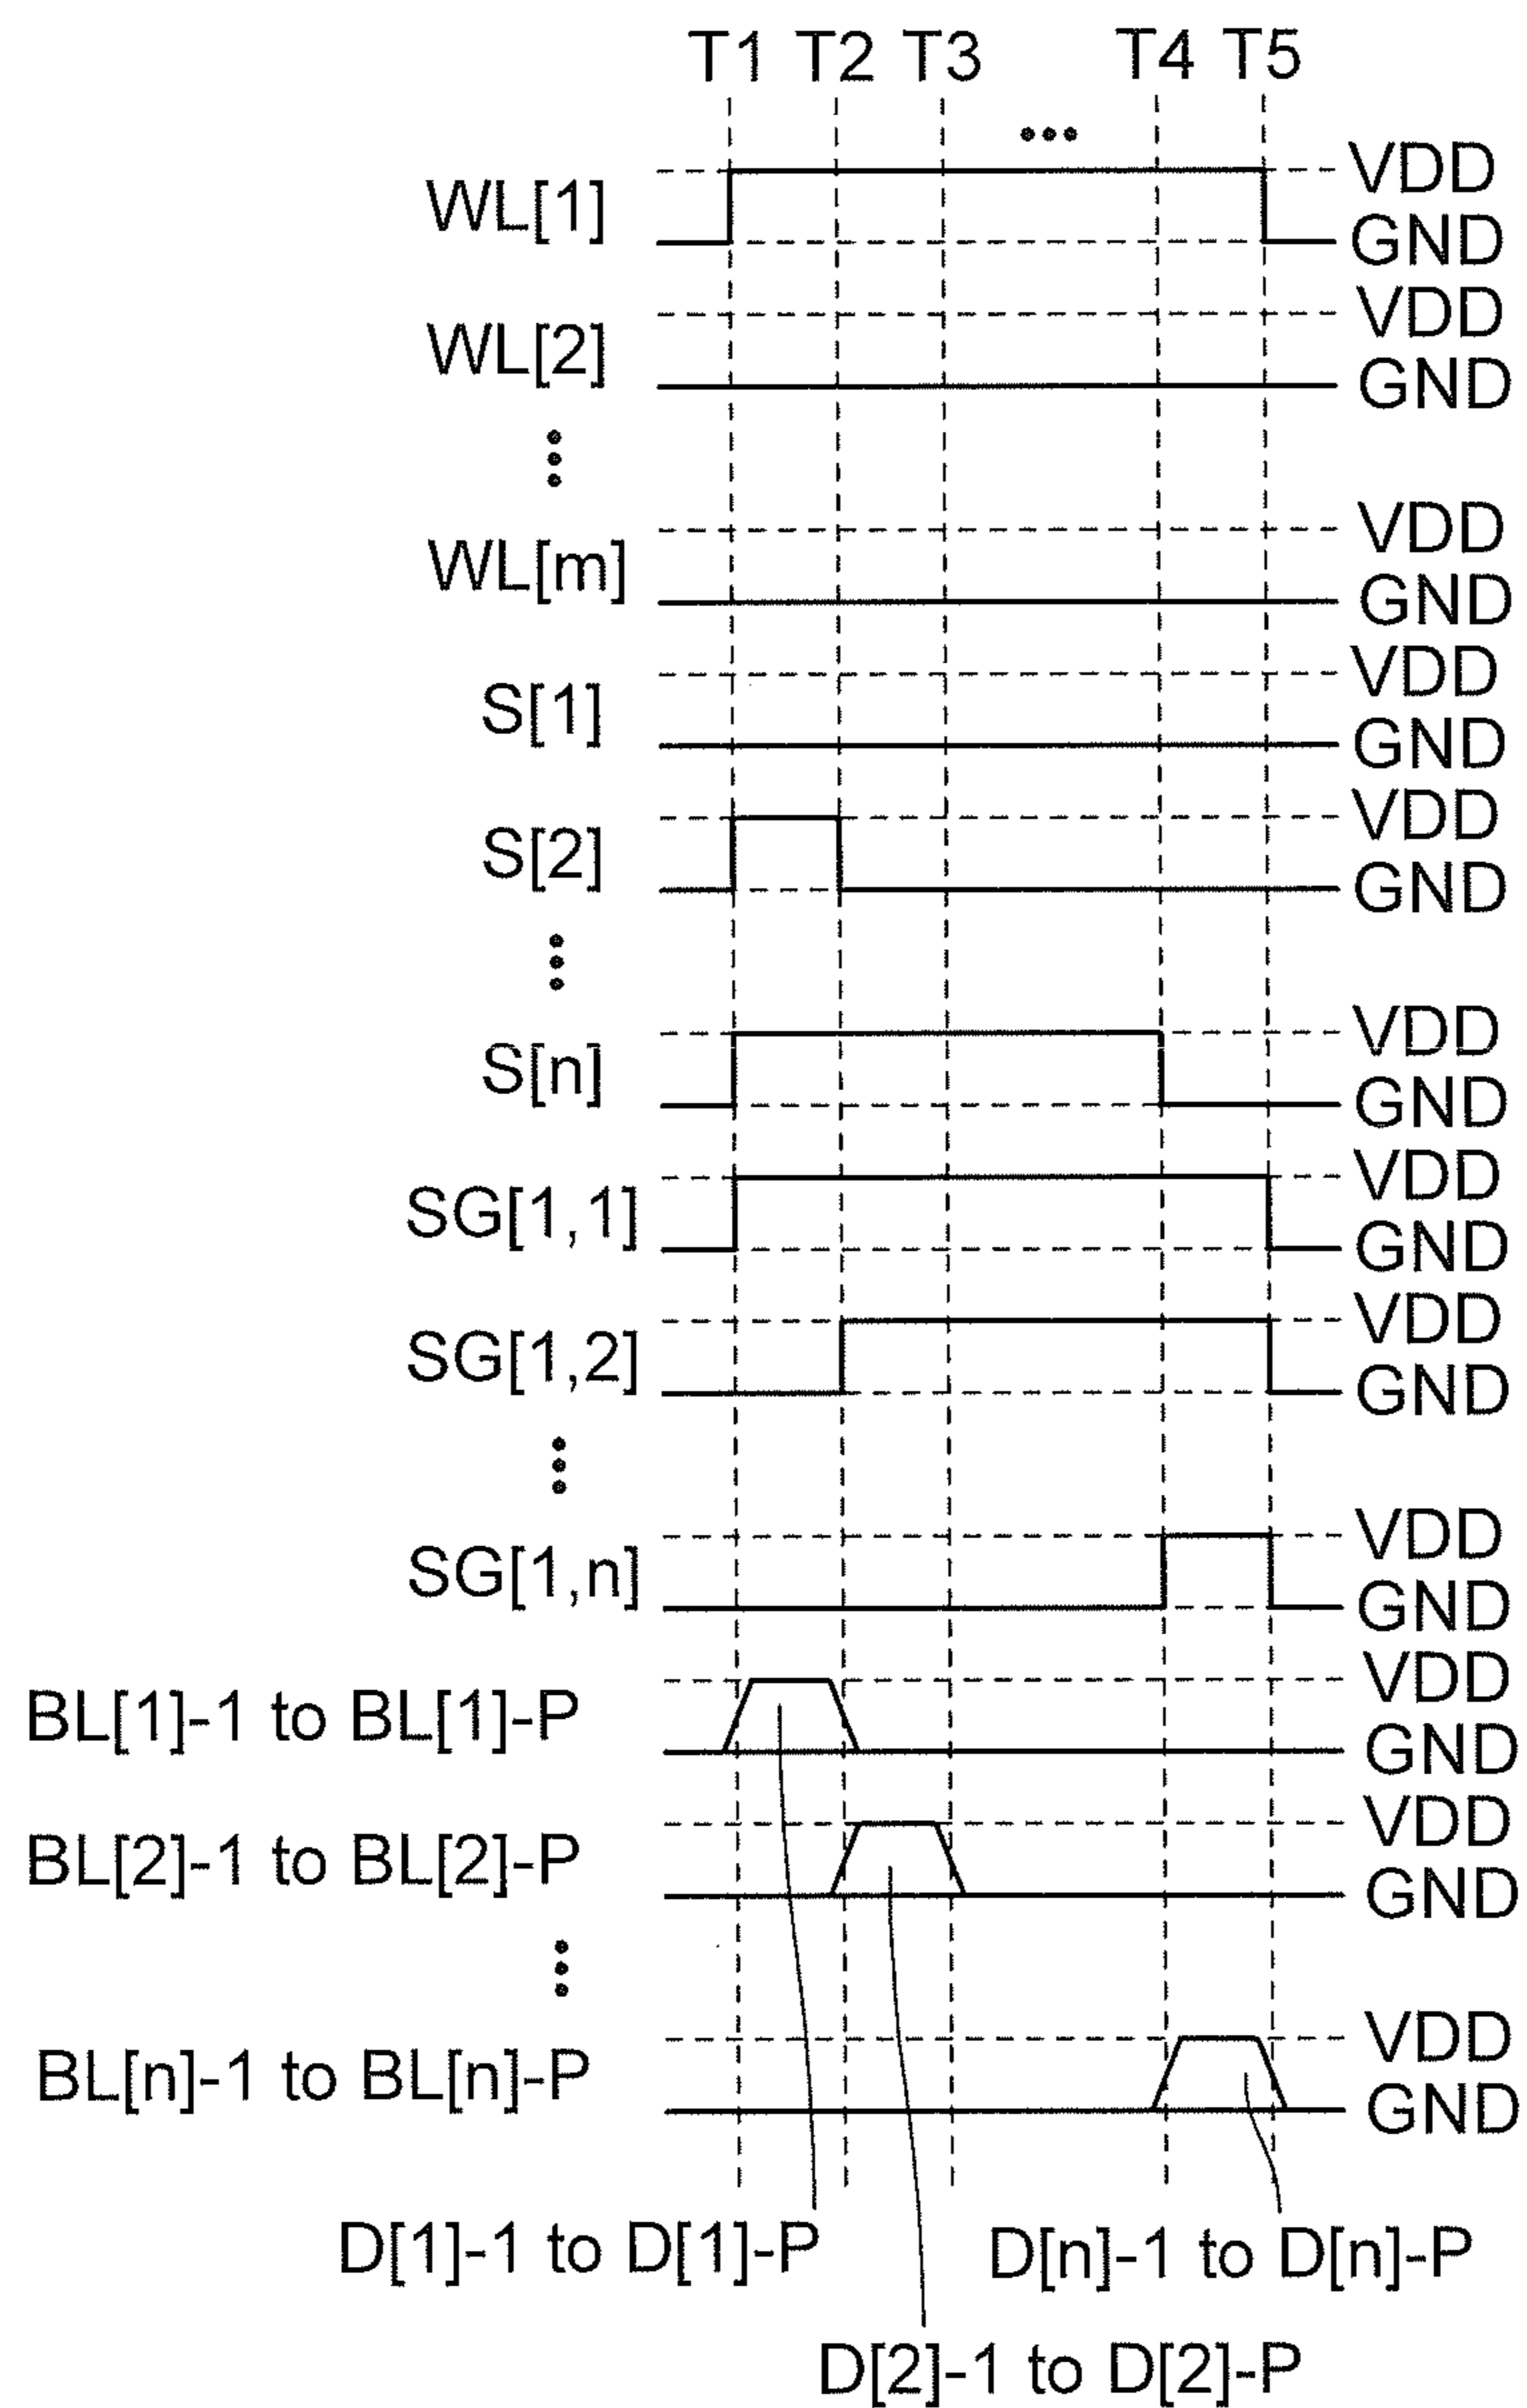 T1 T2 T3 T4 T5
WL[1] VDD
GND
WL[2] VDD
GND
WL[m] VDD
GND
S[1] VDD
GND
S[2] VDD
GND
S[n] VDD
GND
SG[1,1] VDD
GND
SG[1,2] VDD
GND
SG[1,n] VDD
GND
BL[1]-1 to BL[1]-P VDD
GND
BL[2]-1 to BL[2]-P VDD
GND
BL[n]-1 to BL[n]-P VDD
GND
D[1]-1 to D[1]-P D[n]-1 to D[n]-P
D[2]-1 to D[2]-P